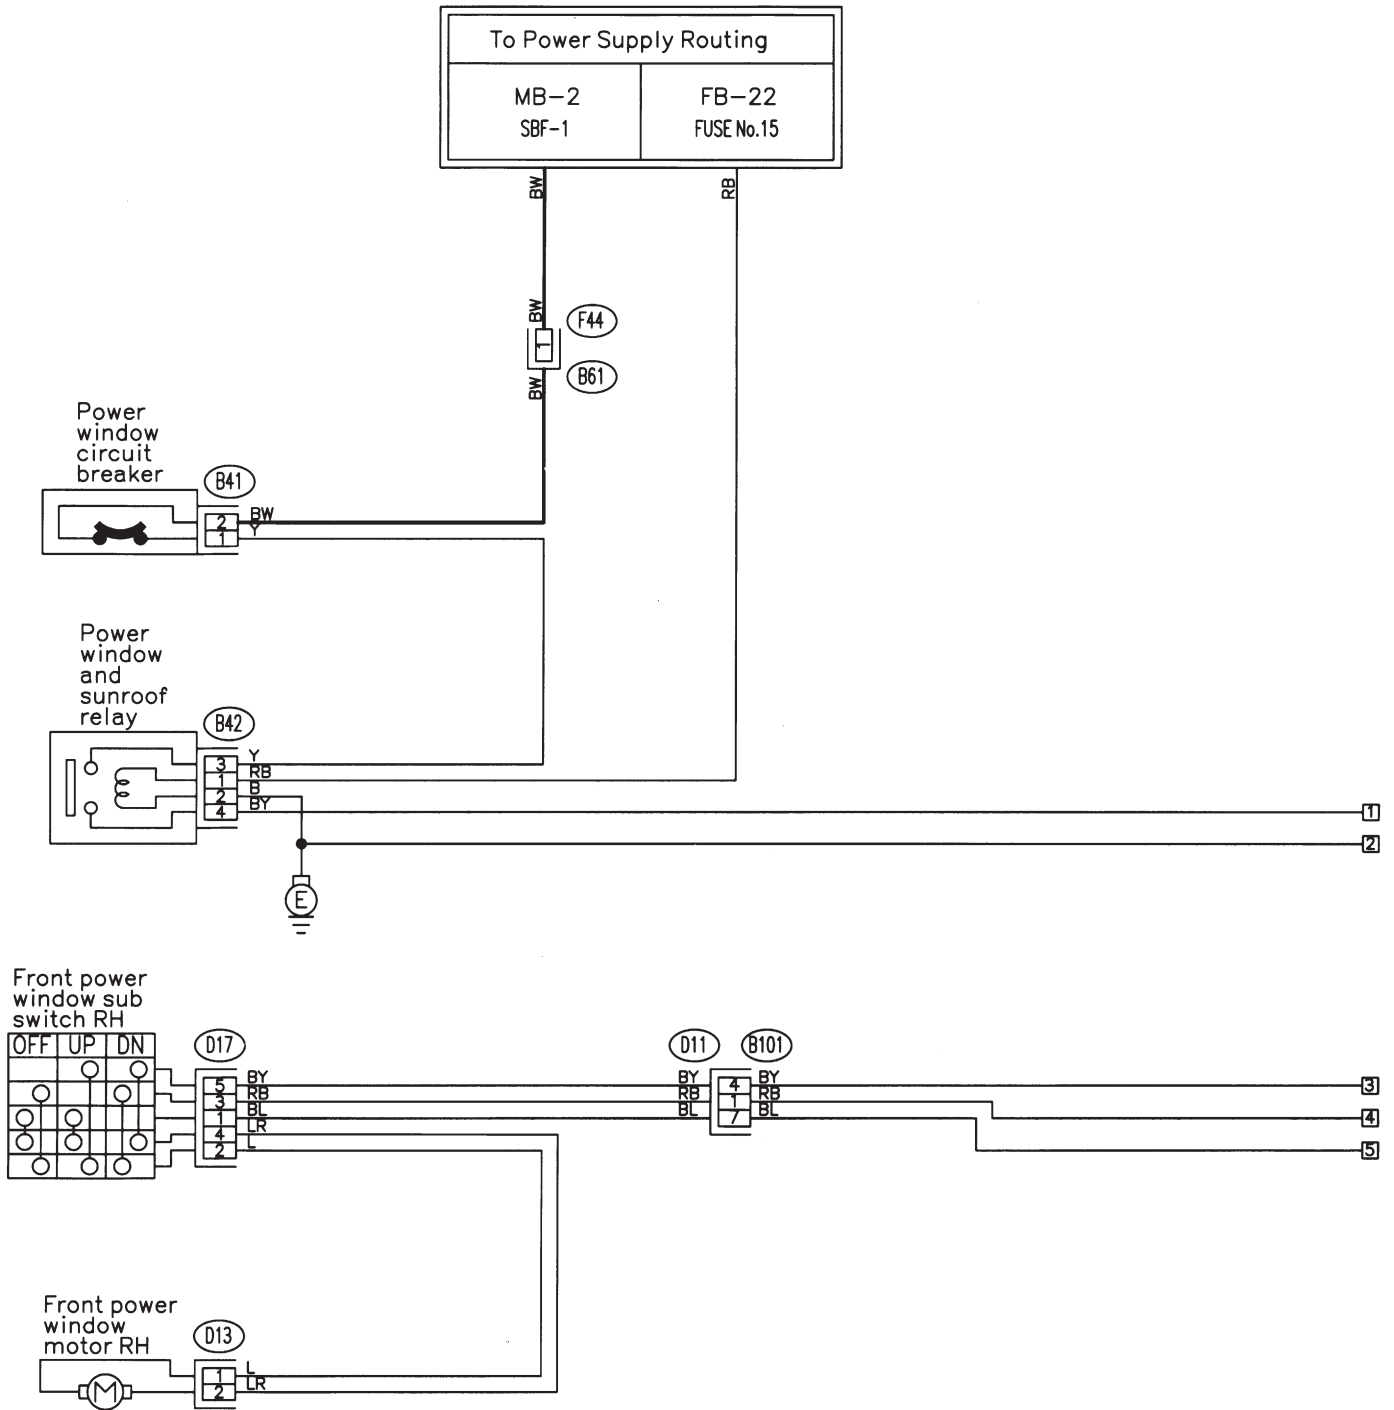 To Power Supply Routing
MB-2
SBF-1
FB-22
FUSE No.15
BW
RB
BW
F44
1
B61
BW
Power
window
circuit
breaker
B41
2
BW
1
Y
Power
window
and
sunroof
relay
B42
3
Y
1
RB
2
B
4
BY
1
2
E
Front power
window sub
switch RH
OFF UP DN
D17
D11
B101
5
BY
BY
4
BY
3
3
RB
RB
1
RB
1
BL
BL
7
BL
4
4
LR
2
L
5
Front power
window
motor RH
D13
1
L
2
LR
M